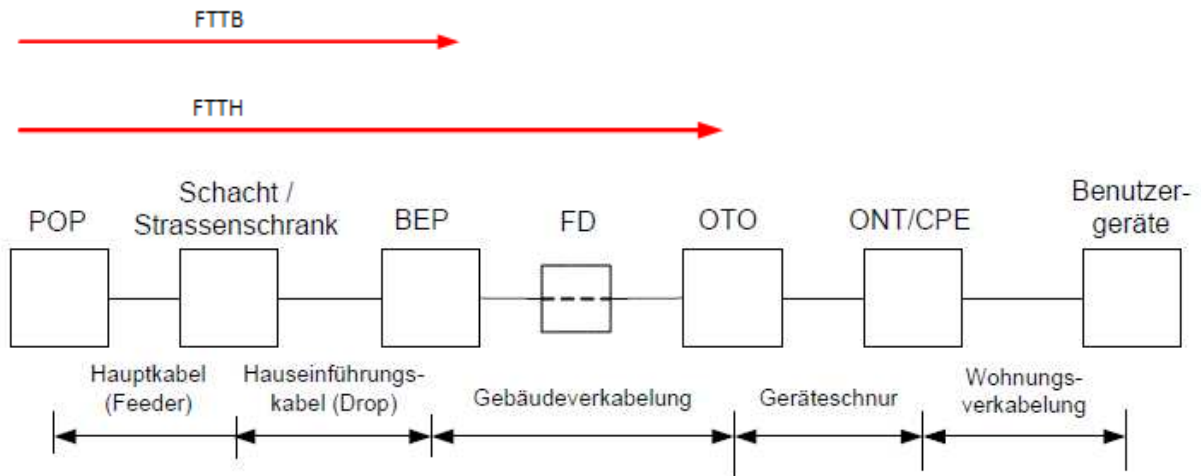 FTTB
FTTH
POP
Schacht /
Strassenschrank
BEP
FD
OTO
ONT/CPE
Benutzer-
geräte
Hauptkabel
(Feeder)
Hauseinführungs-
kabel (Drop)
Gebäudeverkabelung
Geräteschnur
Wohnungs-
verkabelung